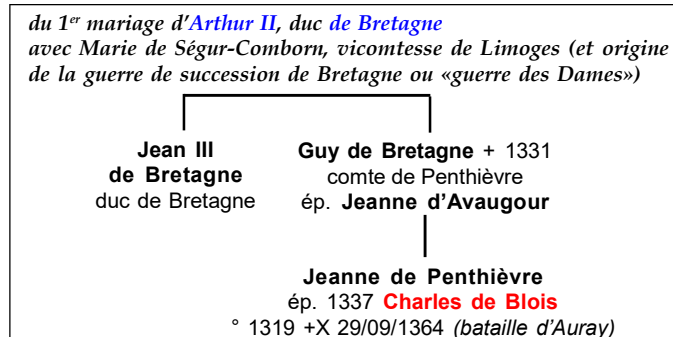 du 1er mariage d'Arthur II, duc de Bretagne
avec Marie de Ségur-Comborn, vicomtesse de Limoges (et origine
de la guerre de succession de Bretagne ou «guerre des Dames»)
Jean III
de Bretagne
duc de Bretagne
Guy de Bretagne + 1331
comte de Penthièvre
ép. Jeanne d'Avaugour
Jeanne de Penthièvre
ép. 1337 Charles de Blois
° 1319 +X 29/09/1364 (bataille d'Auray)